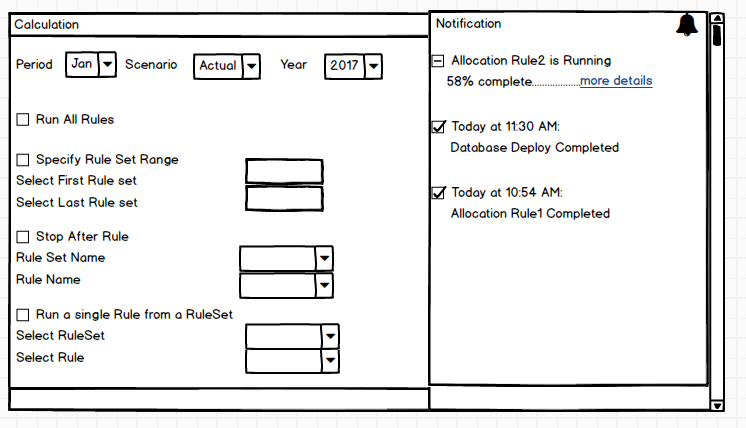 Calculation
Period Jan Scenario Actual Year 2017
Run All Rules
Specify Rule Set Range
Select First Rule set
Select Last Rule set
Stop After Rule
Rule Set Name
Rule Name
Run a single Rule from a RuleSet
Select RuleSet
Select Rule
Notification
Allocation Rule2 is Running
58% complete...................more details
Today at 11:30 AM:
Database Deploy Completed
Today at 10:54 AM:
Allocation Rule1 Completed